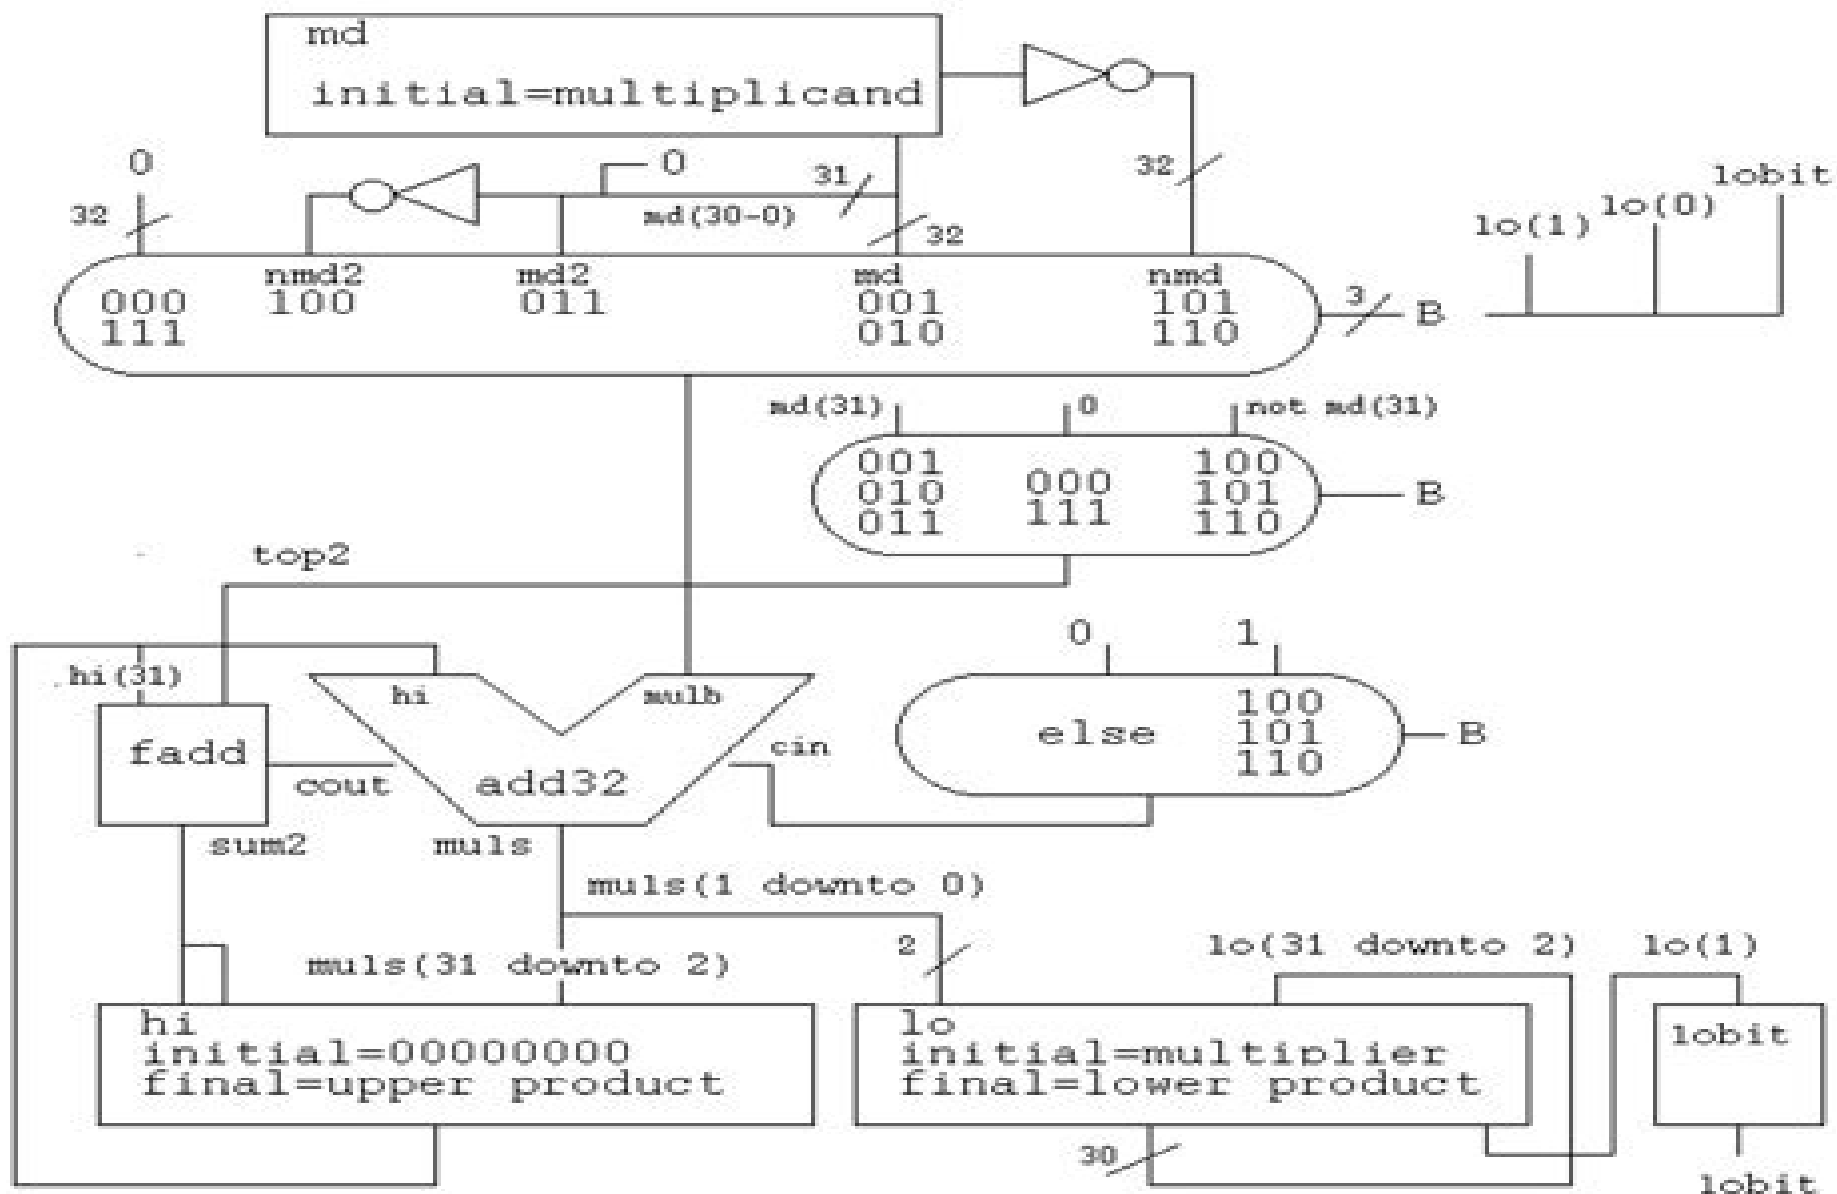 md
initial=multiplicand
0
0
31
32
lobit
32
md(30-0)
32
lo(1)
lo(0)
nmd2
md2
md
nmd
000
100
011
001
101
3
B
111
010
110
md(31)
0
not md(31)
001
000
100
010
111
101
B
011
110
top2
0
1
hi(31)
hi
mulb
100
fadd
cin
else
101
B
cout
add32
110
sum2
muls
muls(1 downto 0)
2
lo(31 downto 2)
lo(1)
muls(31 downto 2)
hi
lo
lobit
initial=00000000
initial=multiplier
final=upper product
final=lower product
30
lobit